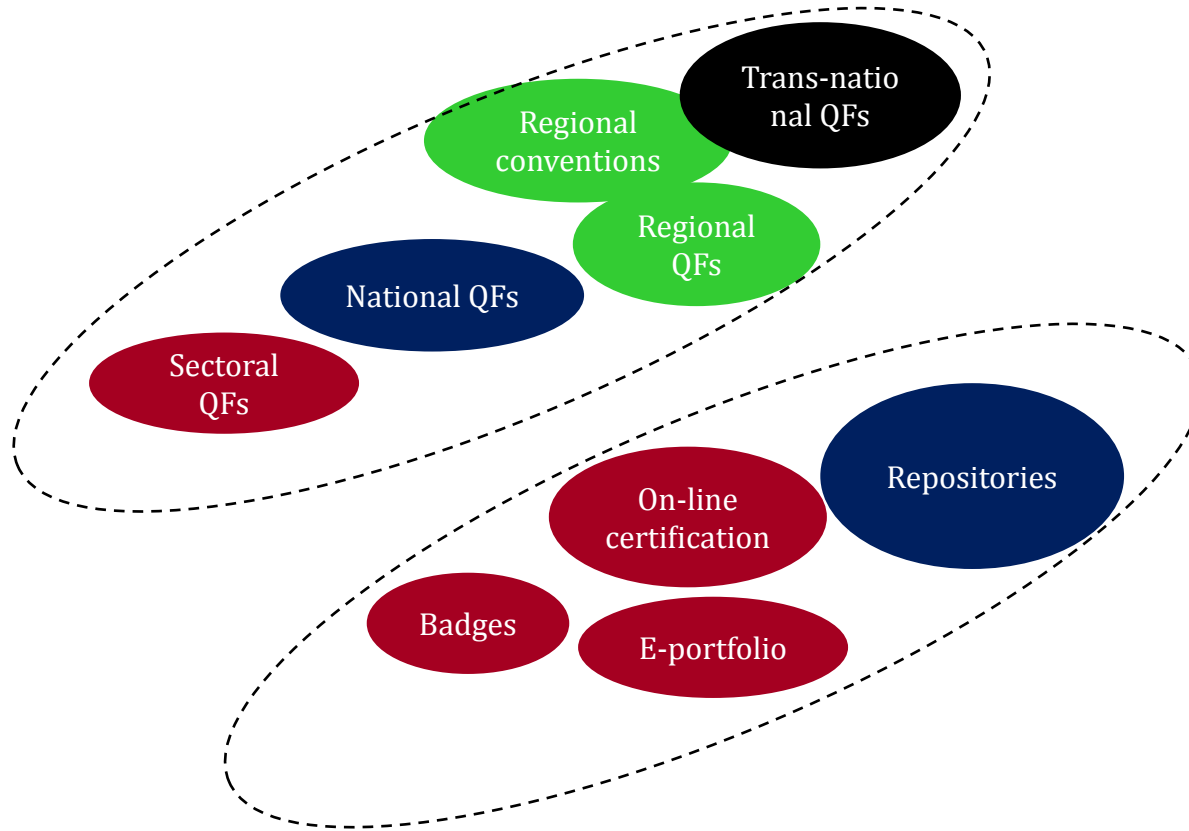 Trans-natio
nal QFs
Regional
conventions
Regional
QFs
National QFs
Sectoral
QFs
Repositories
On-line
certification
Badges
E-portfolio